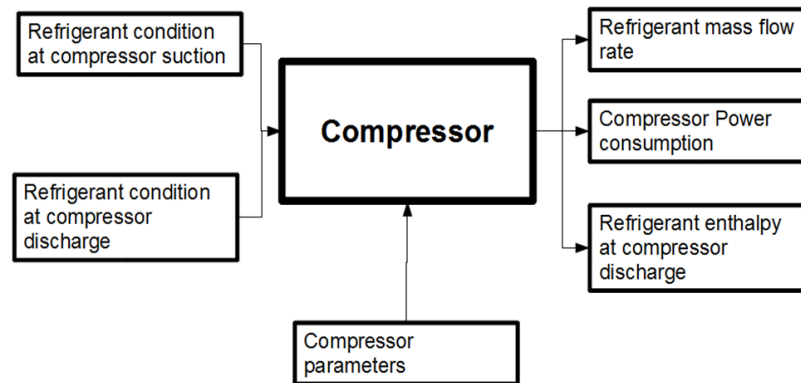 Refrigerant condition
at compressor suction
Refrigerant condition
at compressor
discharge
Compressor
Compressor
parameters
Refrigerant mass flow
rate
Compressor Power
consumption
Refrigerant enthalpy
at compressor
discharge